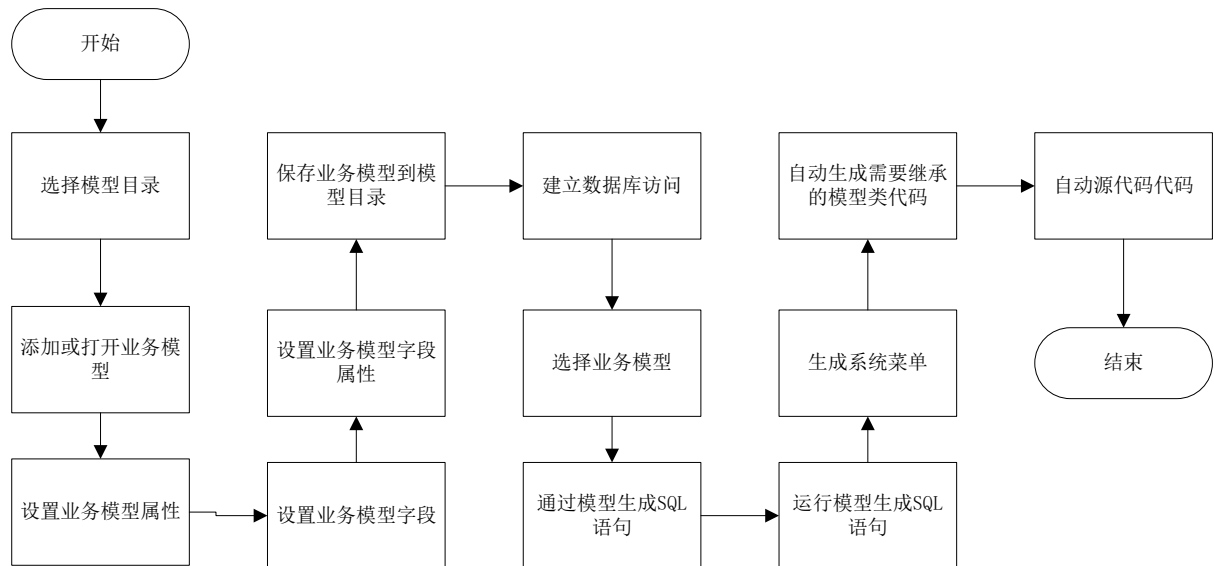 开始
选择模型目录
添加或打开业务模
型
设置业务模型属性
设置业务模型字段
设置业务模型字段
属性
保存业务模型到模
型目录
建立数据库访问
选择业务模型
通过模型生成SQL
语句
运行模型生成SQL
语句
生成系统菜单
自动生成需要继承
的模型类代码
自动源代码代码
结束